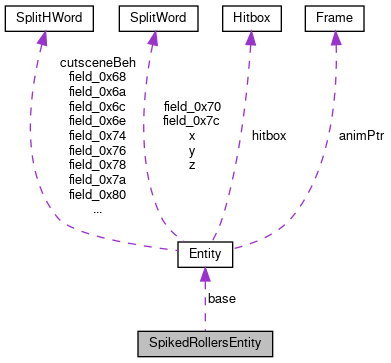 SplitHWord
SplitWord
Hitbox
Frame
cutsceneBeh
field_0x68
field_0x6a
field_0x6c
field_0x6e
field_0x74
field_0x76
field_0x78
field_0x7a
field_0x80
...
field_0x70
field_0x7c
x
y
z
hitbox
animPtr
Entity
base
SpikedRollersEntity